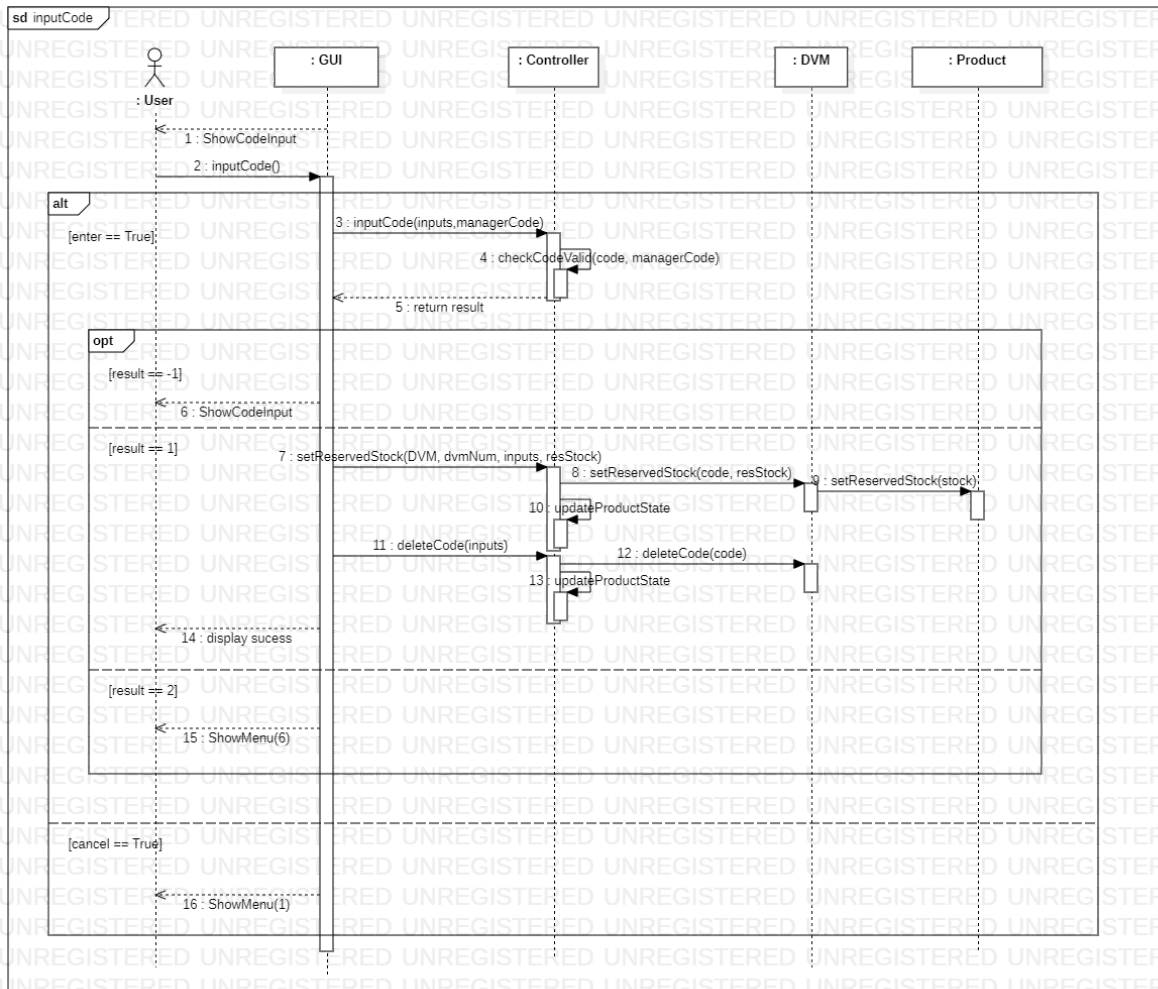 sd inputCode
: User
: GUI
: Controller
: DVM
: Product
1 : ShowCodeInput
2 : inputCode()
alt
[enter == True]
3 : inputCode(inputs,managerCode)
4 : checkCodeValid(code, managerCode)
5 : return result
opt
[result == -1]
6 : ShowCodeInput
[result == 1]
7 : setReservedStock(DVM, dvmNum, inputs, resStock)
8 : setReservedStock(code, resStock)
9 : setReservedStock(stock)
10 : updateProductState
11 : deleteCode(inputs)
12 : deleteCode(code)
13 : updateProductState
14 : display sucess
[result == 2]
15 : ShowMenu(6)
[cancel == True]
16 : ShowMenu(1)
UNREGISTERED